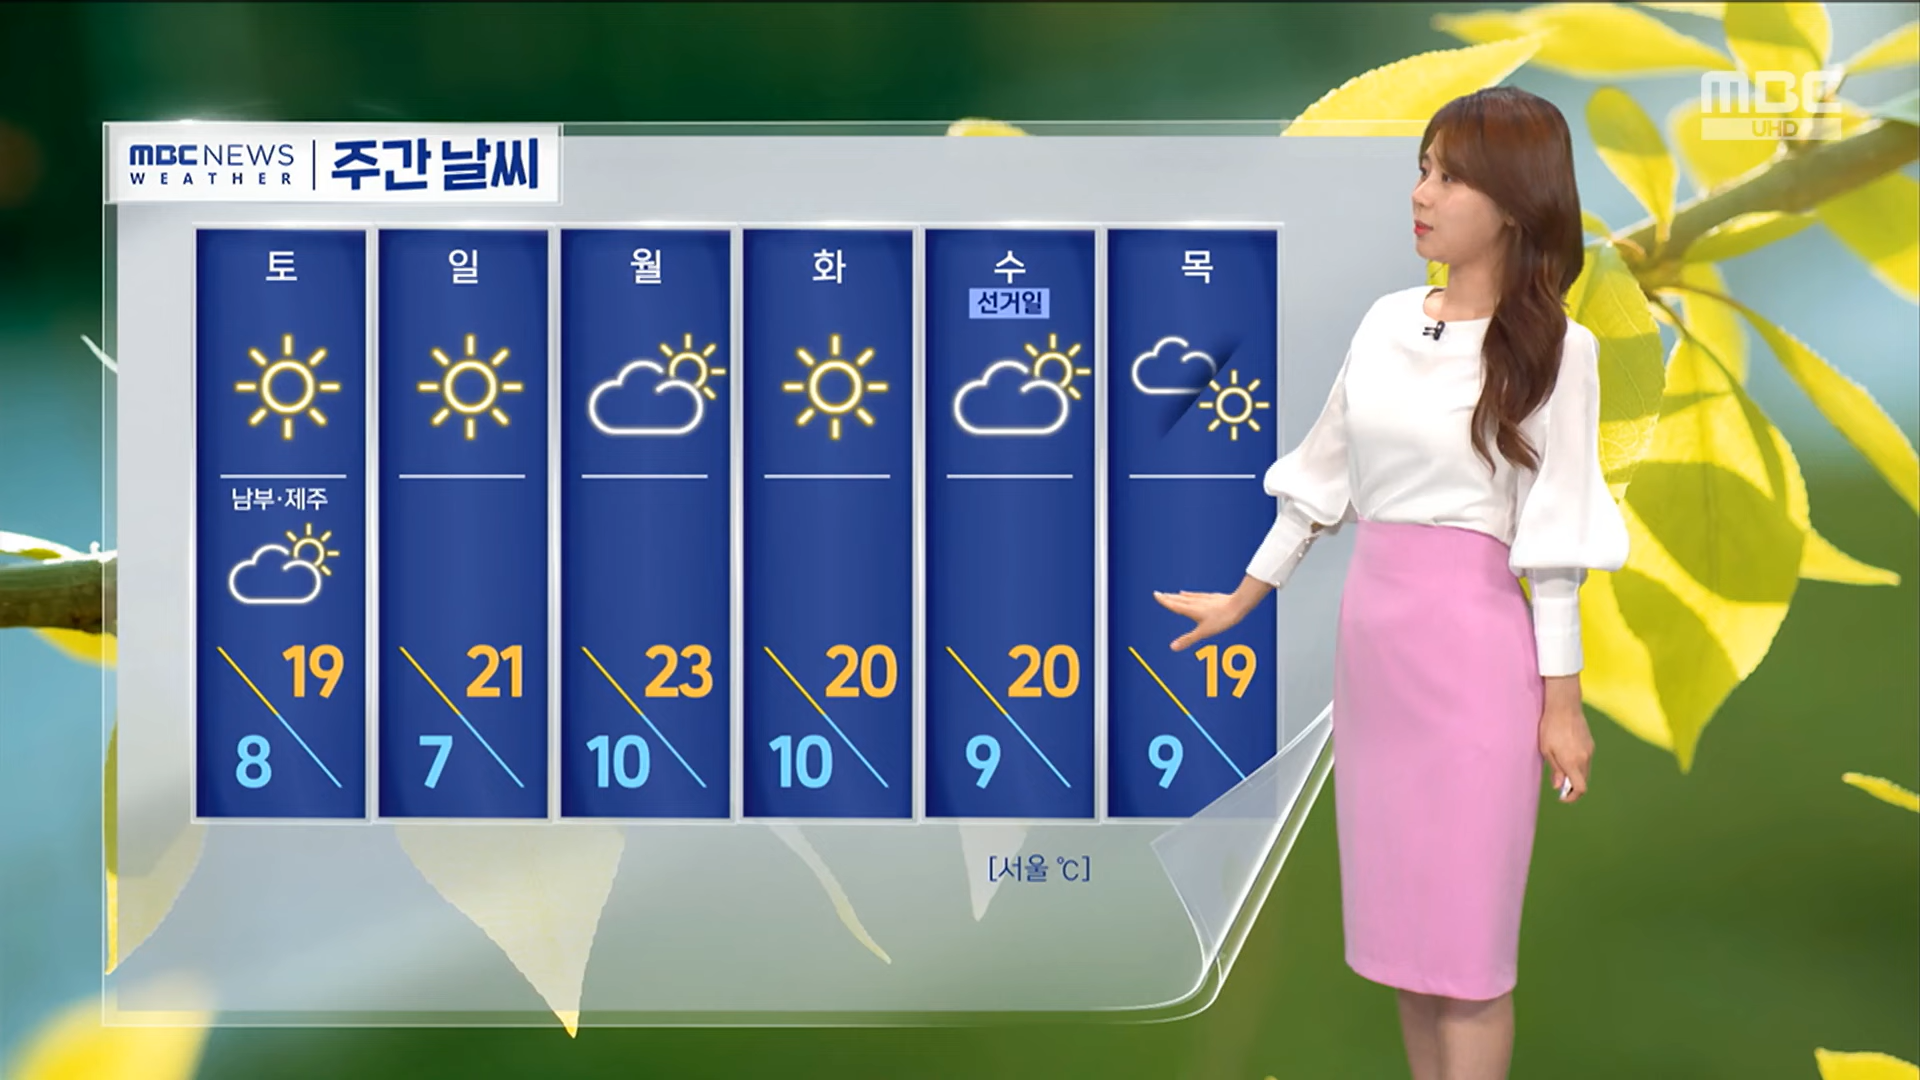 MBC NEWS
WEATHER
주간 날씨
MBC
UHD
토 일 월 화 수 목
선거일
남부·제주
19 21 23 20 20 19
8 7 10 10 9 9
[서울 ℃]